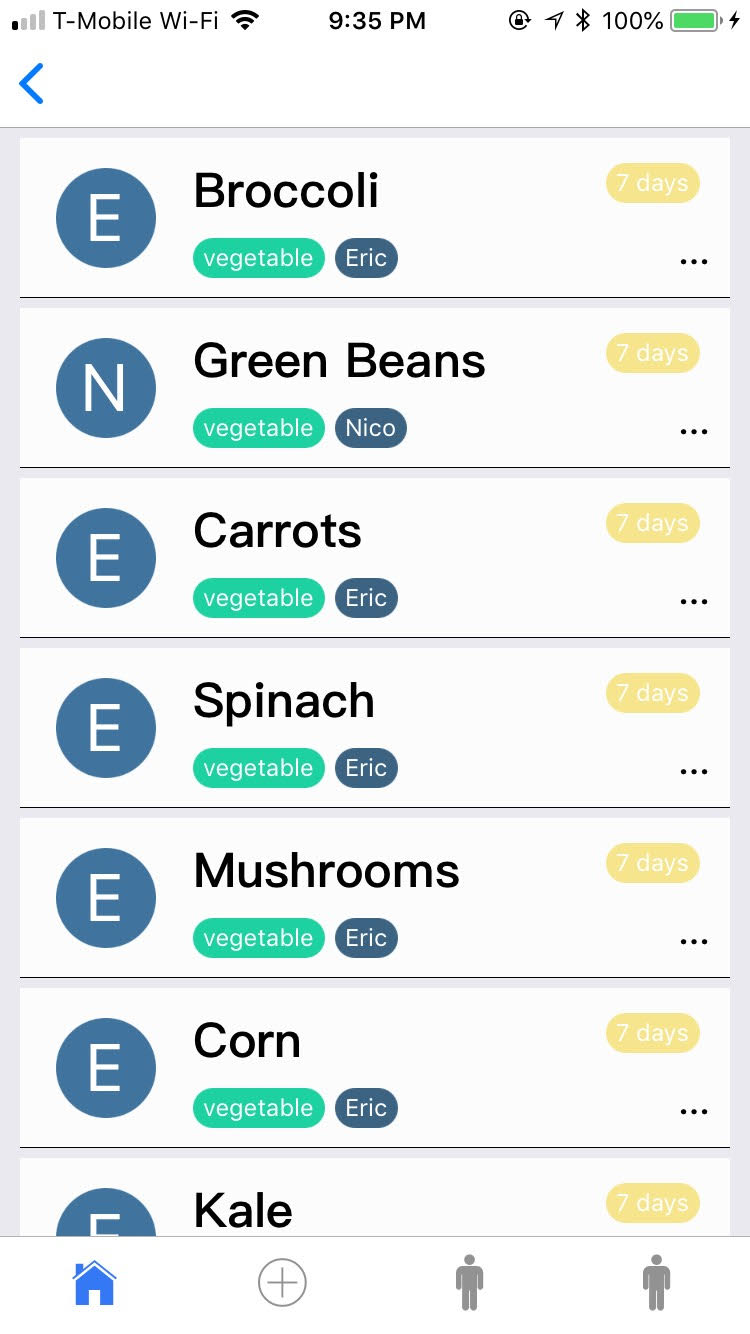 T-Mobile Wi-Fi 9:35 PM 100%
E Broccoli 7 days
vegetable Eric ...
N Green Beans 7 days
vegetable Nico ...
E Carrots 7 days
vegetable Eric ...
E Spinach 7 days
vegetable Eric ...
E Mushrooms 7 days
vegetable Eric ...
E Corn 7 days
vegetable Eric ...
Kale 7 days